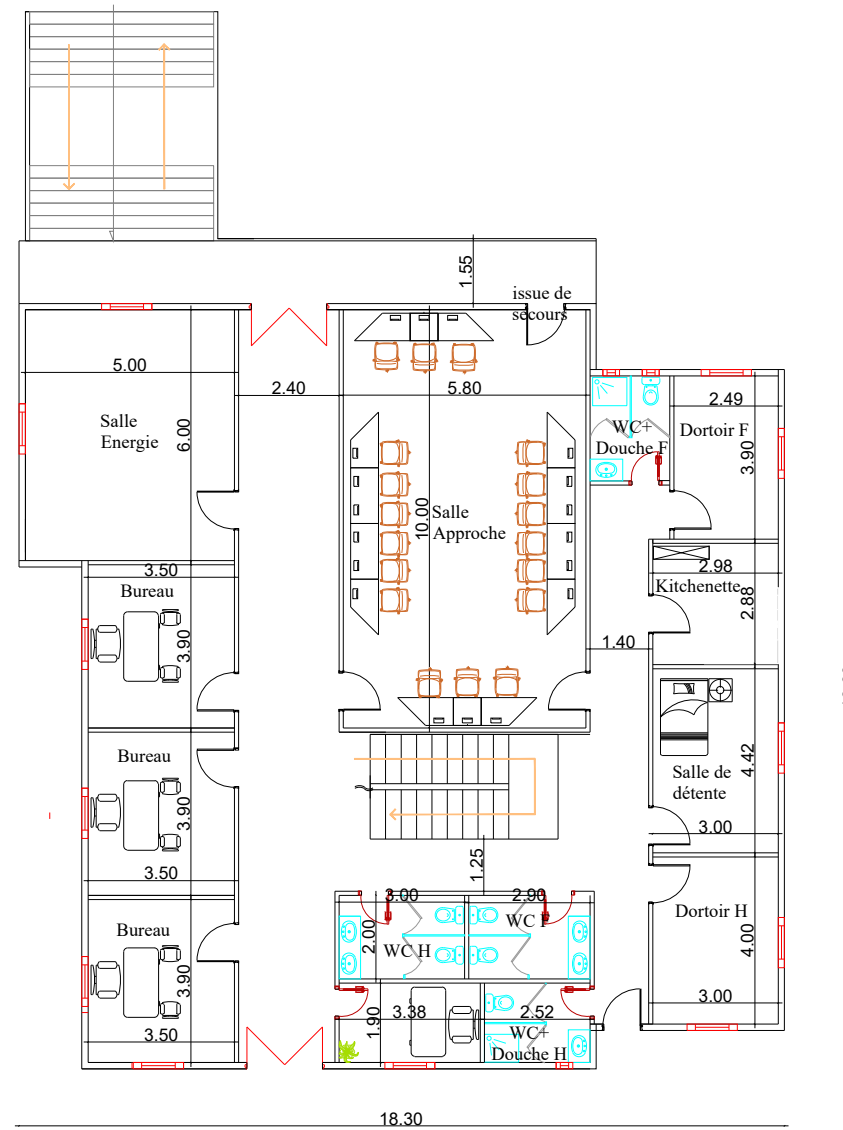 1.55
issue de
secours
5.00
2.40
5.80
2.49
Salle
Energie
6.00
WC+
Douche F
Dortoir F
3.90
10.00
Salle
Approche
3.50
Bureau
2.98
Kitchenette
2.88
3.90
1.40
Bureau
3.90
3.50
Salle de
détente
4.42
3.00
1.25
3.00
2.90
WC F
WC H
2.00
Dortoir H
4.00
3.00
Bureau
3.90
3.50
1.90
3.38
2.52
WC+
Douche H
18.30